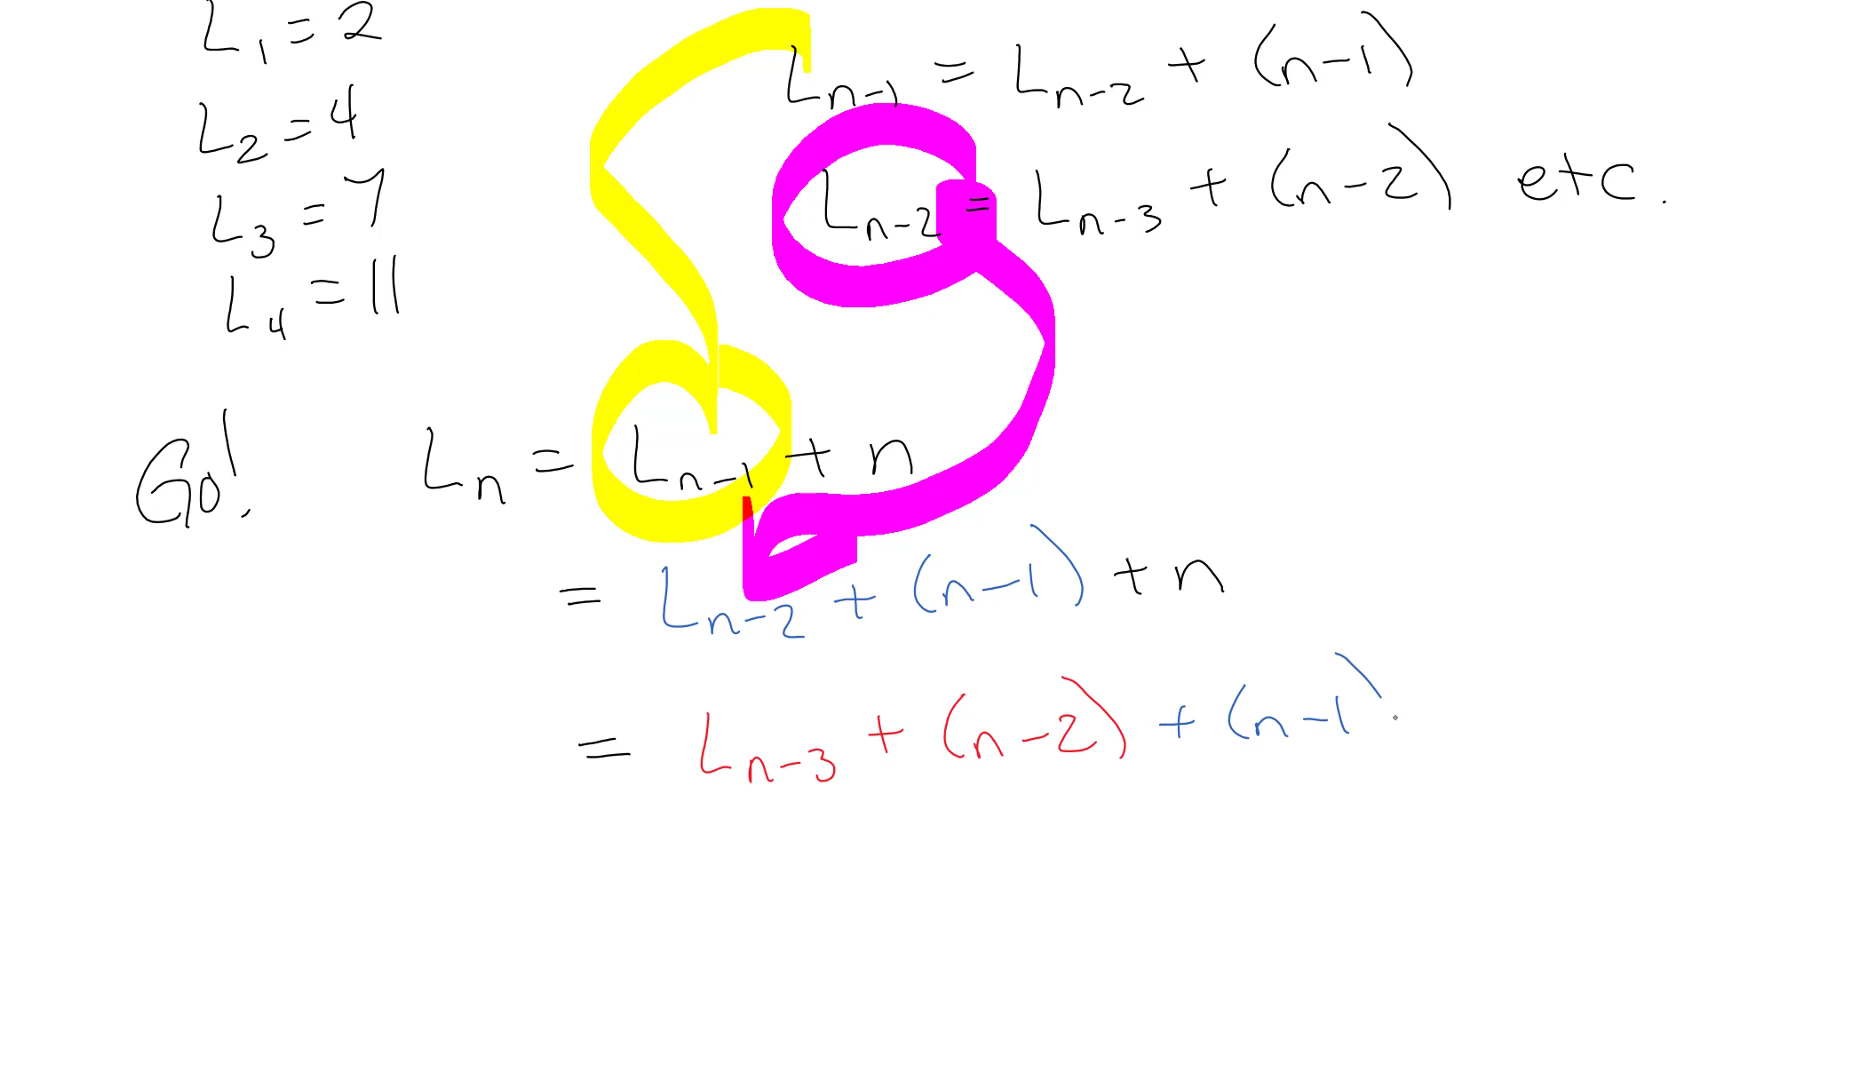 L₁ = 2
L₂ = 4
L₃ = 7
L₄ = 11
Lₙ₋₁ = Lₙ₋₂ + (n-1)
Lₙ₋₂ = Lₙ₋₃ + (n-2) etc.
Go! Lₙ = Lₙ₋₁ + n
= Lₙ₋₂ + (n-1) + n
= Lₙ₋₃ + (n-2) + (n-1)